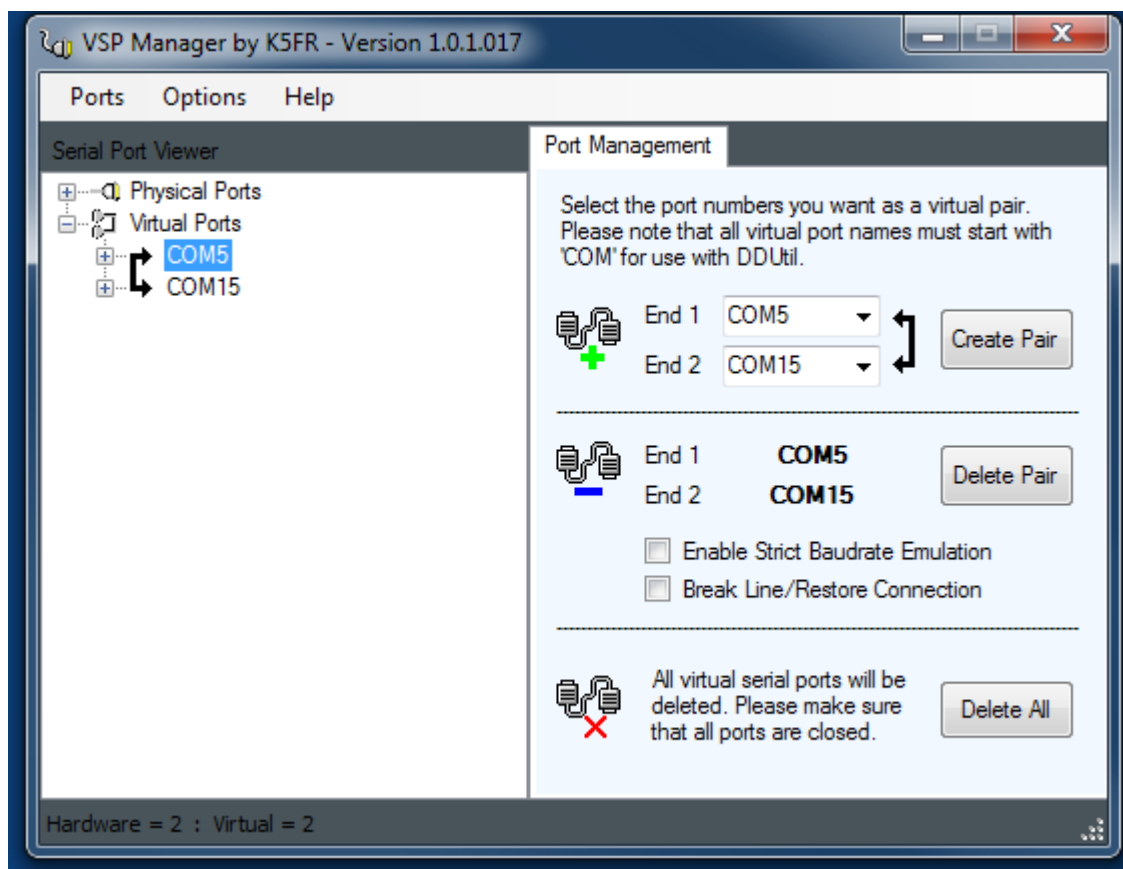 VSP Manager by K5FR - Version 1.0.1.017
Ports Options Help
Serial Port Viewer
Physical Ports
Virtual Ports
COM5
COM15
Port Management
Select the port numbers you want as a virtual pair.
Please note that all virtual port names must start with
'COM' for use with DDUtil.
End 1 COM5
End 2 COM15
Create Pair
End 1 COM5
End 2 COM15
Delete Pair
Enable Strict Baudrate Emulation
Break Line/Restore Connection
All virtual serial ports will be
deleted. Please make sure
that all ports are closed.
Delete All
Hardware = 2 : Virtual = 2